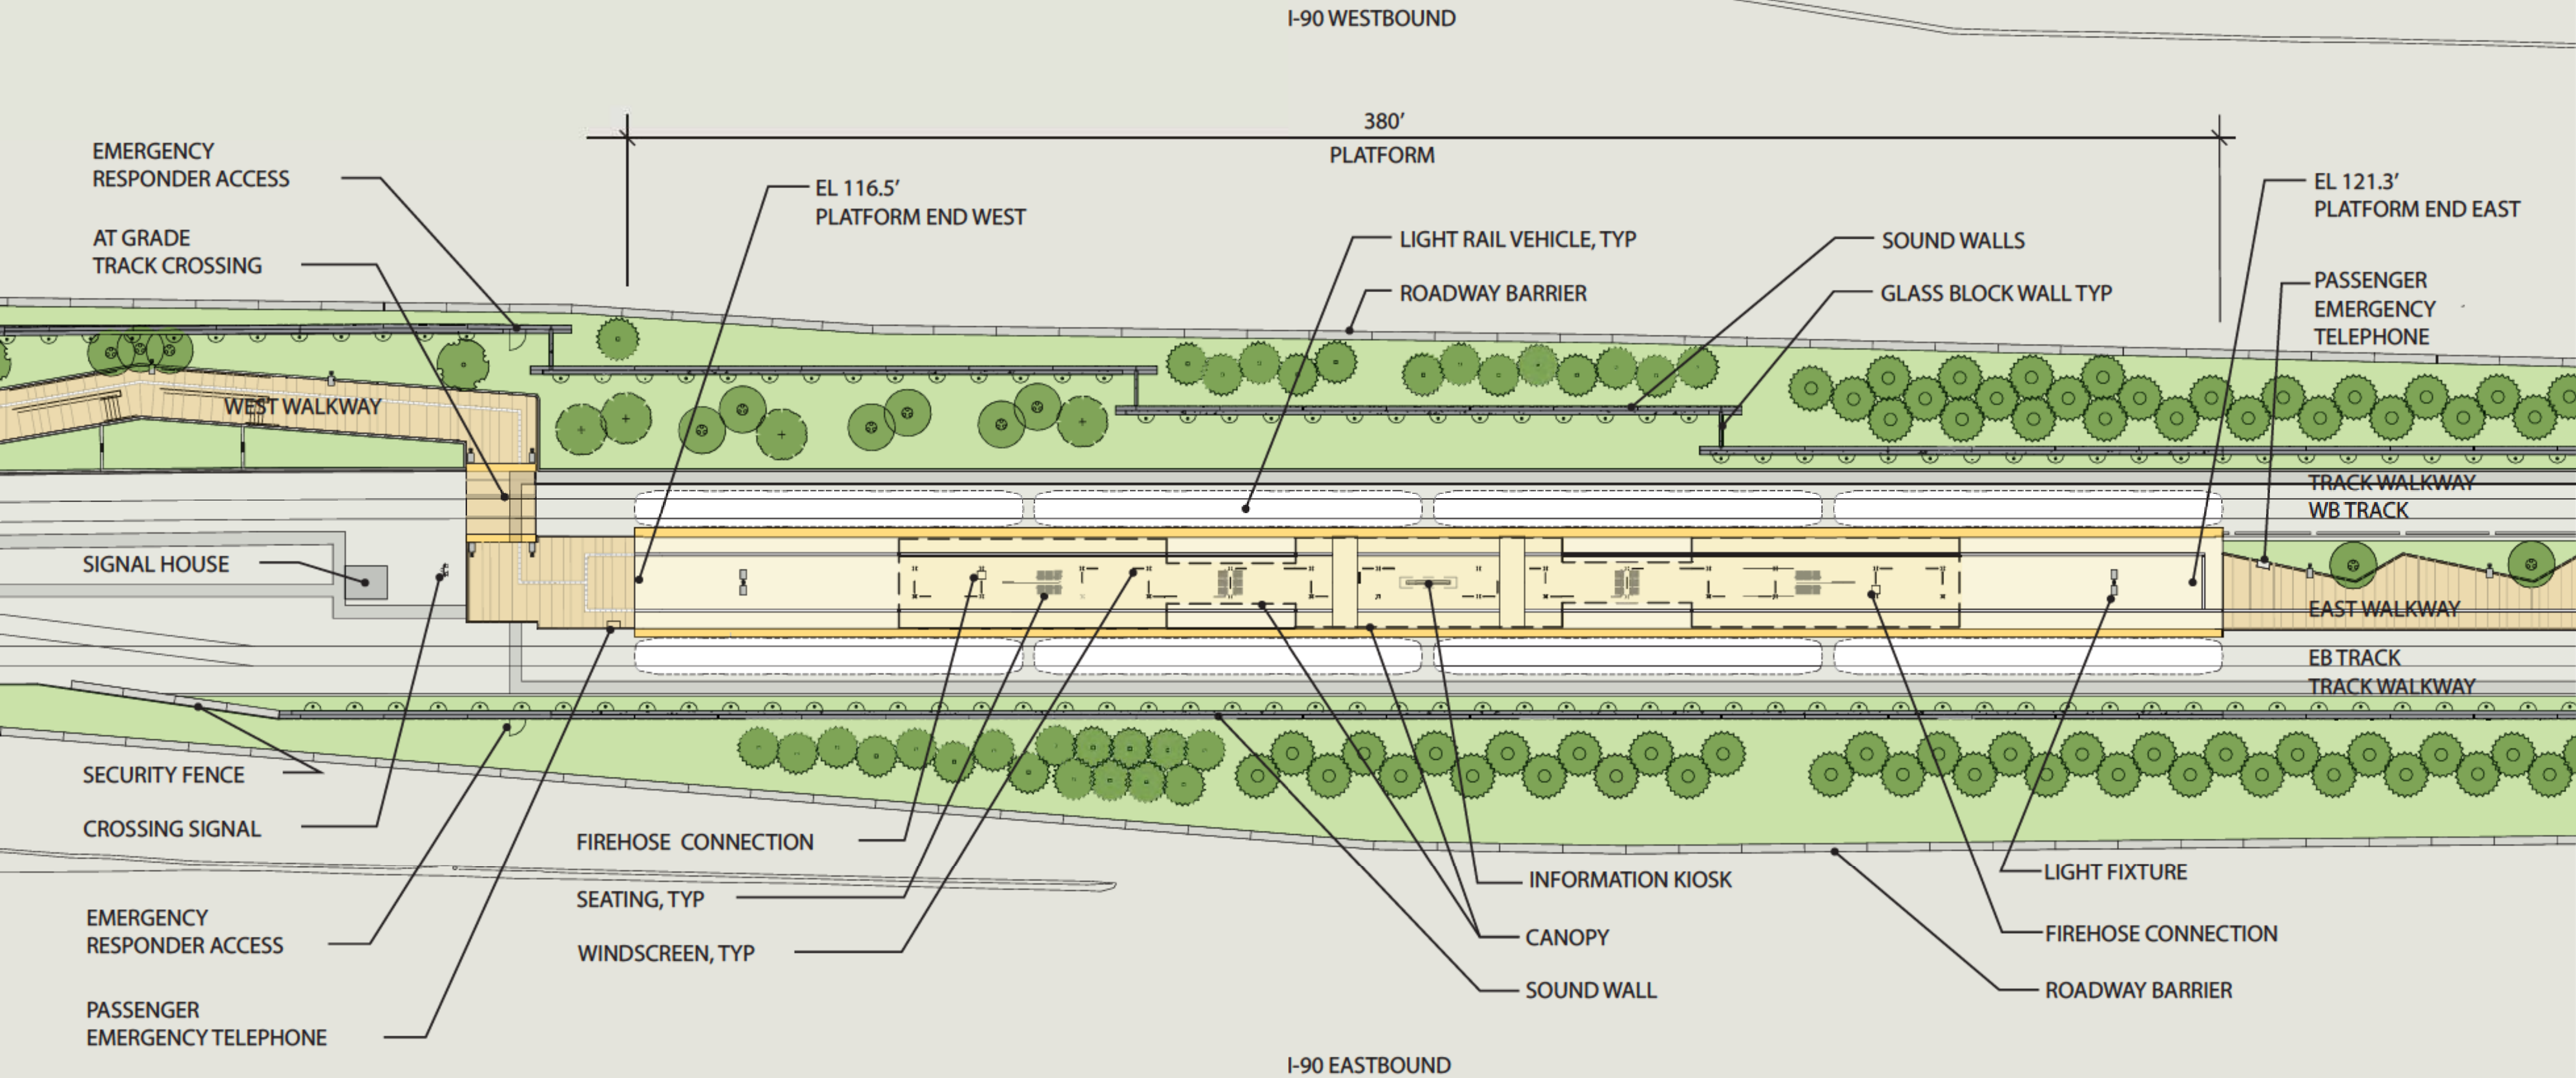 I-90 WESTBOUND
380'
PLATFORM
EMERGENCY
RESPONDER ACCESS
AT GRADE
TRACK CROSSING
EL 116.5'
PLATFORM END WEST
LIGHT RAIL VEHICLE, TYP
ROADWAY BARRIER
SOUND WALLS
GLASS BLOCK WALL TYP
EL 121.3'
PLATFORM END EAST
PASSENGER
EMERGENCY
TELEPHONE
WEST WALKWAY
TRACK WALKWAY
WB TRACK
SIGNAL HOUSE
EAST WALKWAY
EB TRACK
TRACK WALKWAY
SECURITY FENCE
CROSSING SIGNAL
EMERGENCY
RESPONDER ACCESS
PASSENGER
EMERGENCY TELEPHONE
FIREHOSE CONNECTION
SEATING, TYP
WINDSCREEN, TYP
INFORMATION KIOSK
CANOPY
SOUND WALL
LIGHT FIXTURE
FIREHOSE CONNECTION
ROADWAY BARRIER
I-90 EASTBOUND